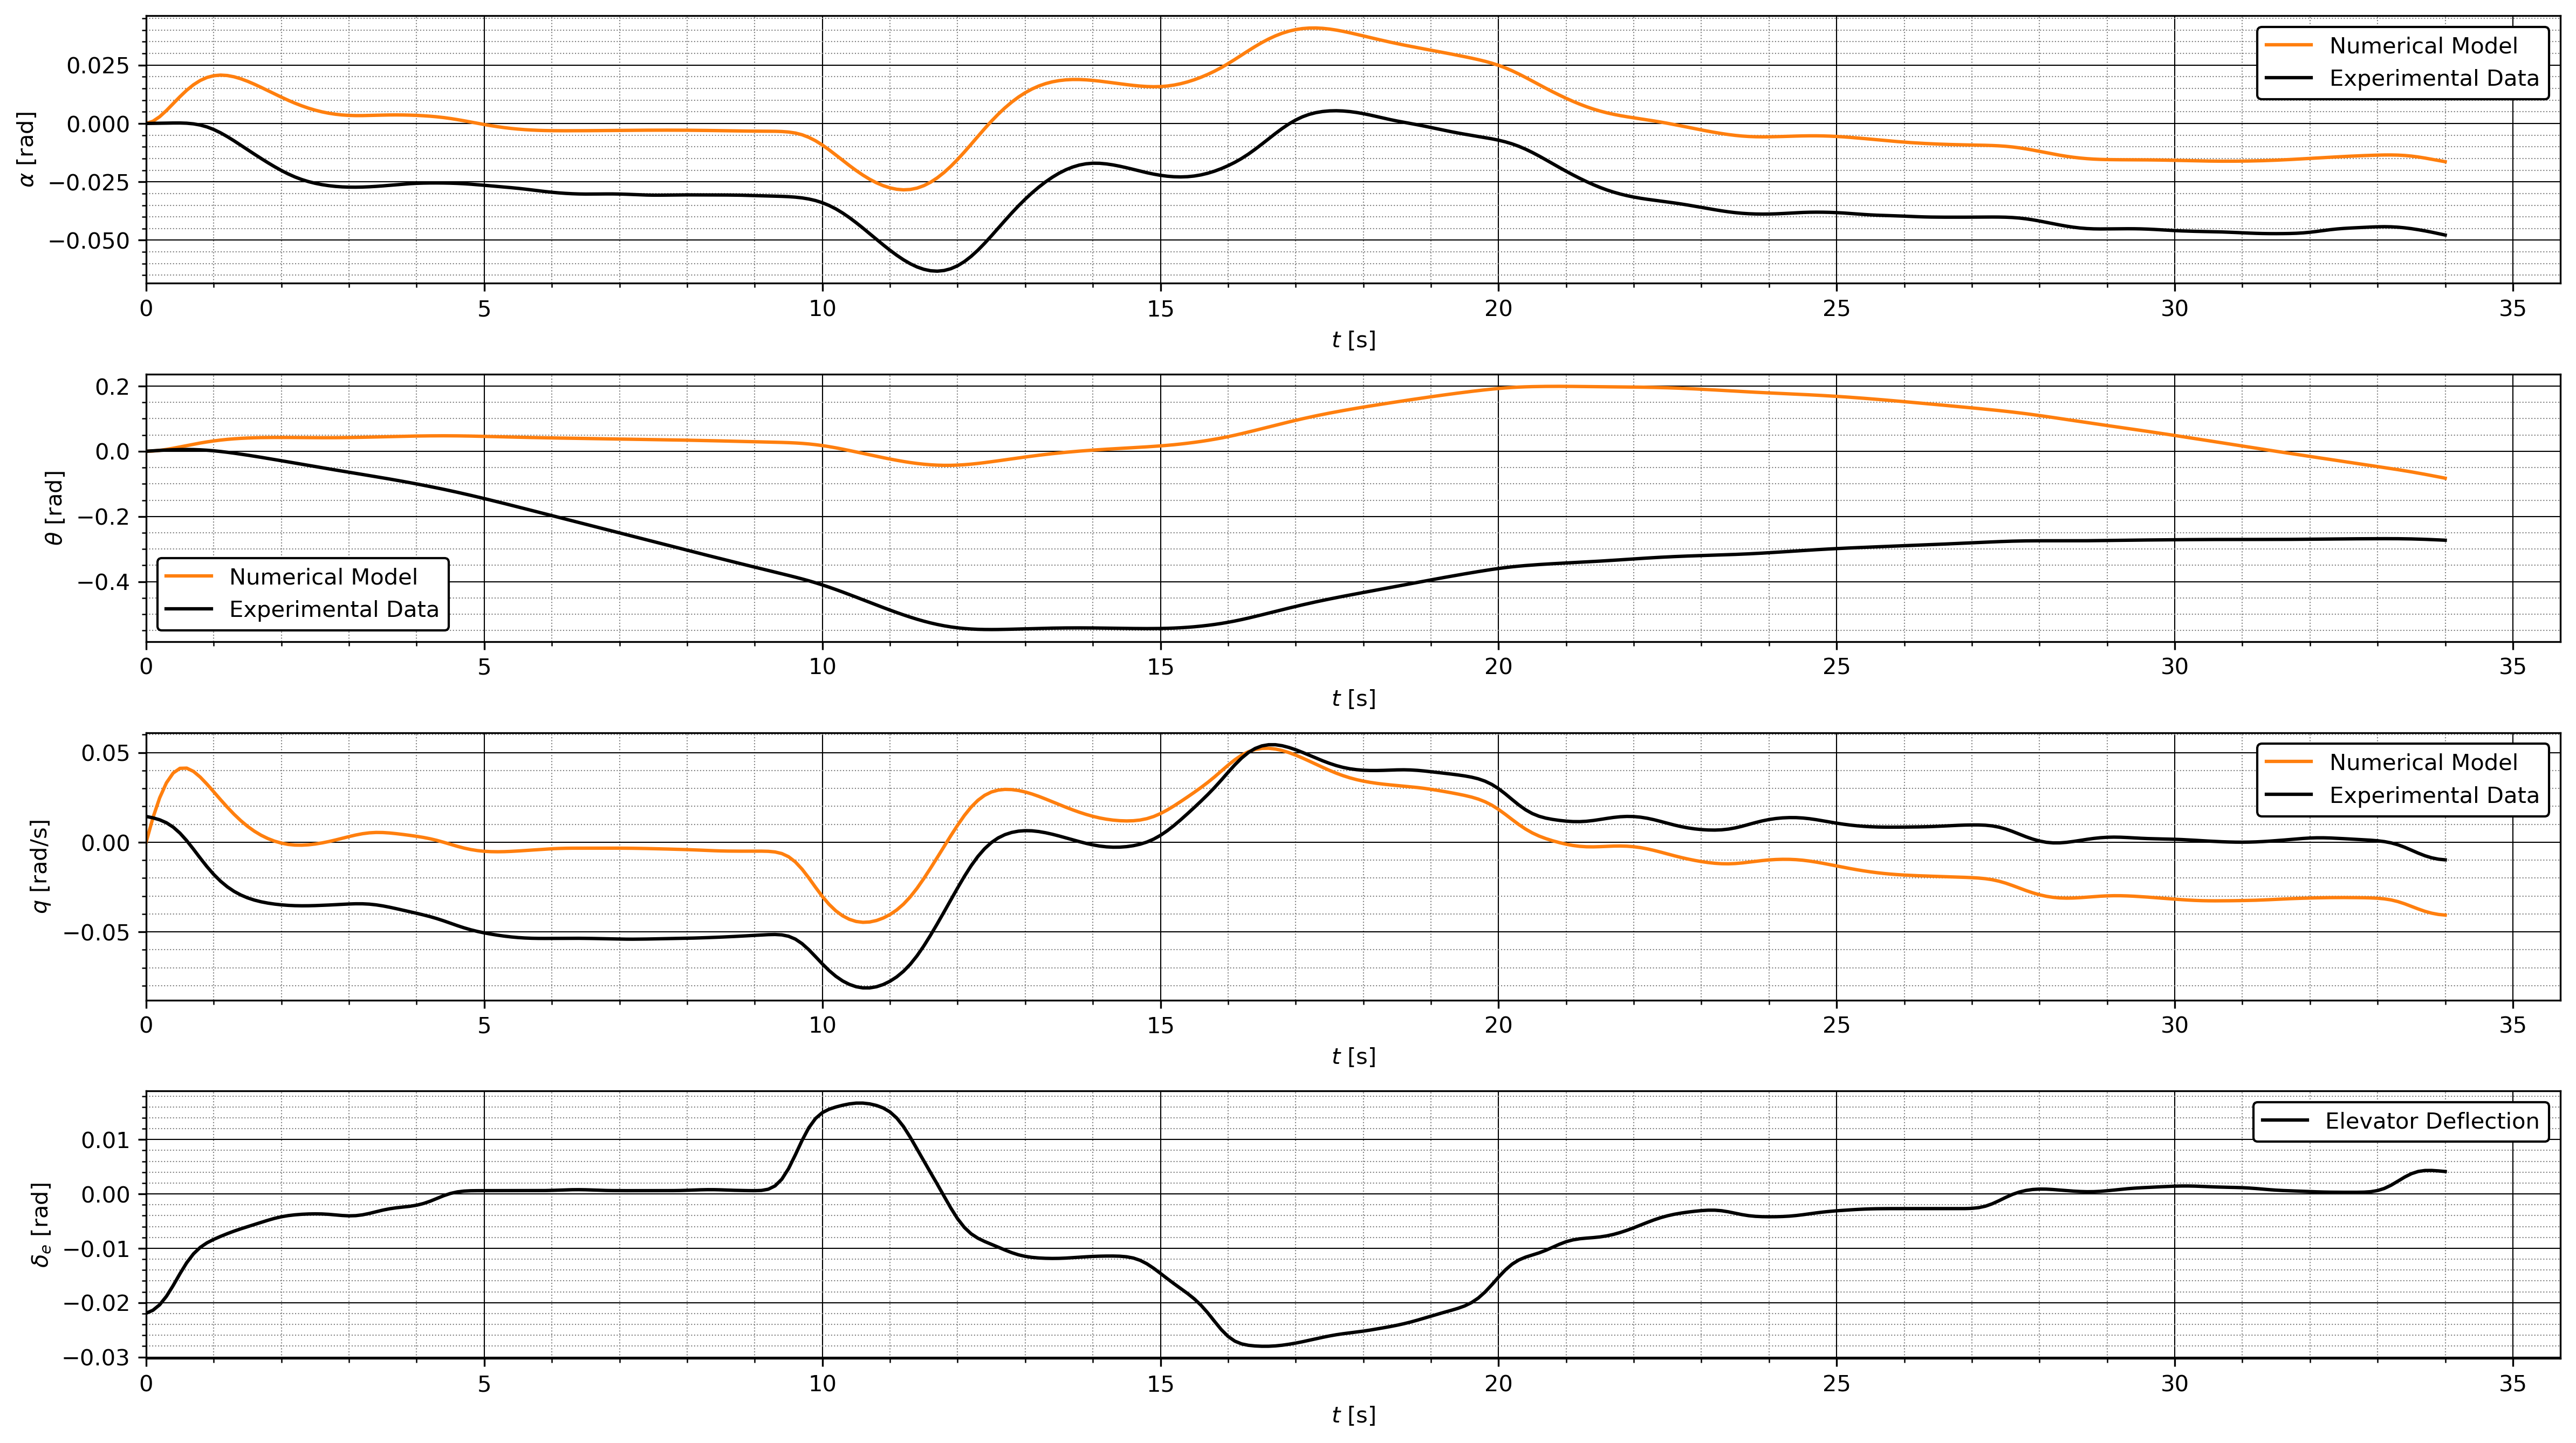 0.025
0.000
−0.025
−0.050
α [rad]
Numerical Model
Experimental Data
0 5 10 15 20 25 30 35
t [s]
0.2
0.0
−0.2
−0.4
θ [rad]
Numerical Model
Experimental Data
0 5 10 15 20 25 30 35
t [s]
0.05
0.00
−0.05
q [rad/s]
Numerical Model
Experimental Data
0 5 10 15 20 25 30 35
t [s]
0.01
0.00
−0.01
−0.02
−0.03
δe [rad]
Elevator Deflection
0 5 10 15 20 25 30 35
t [s]